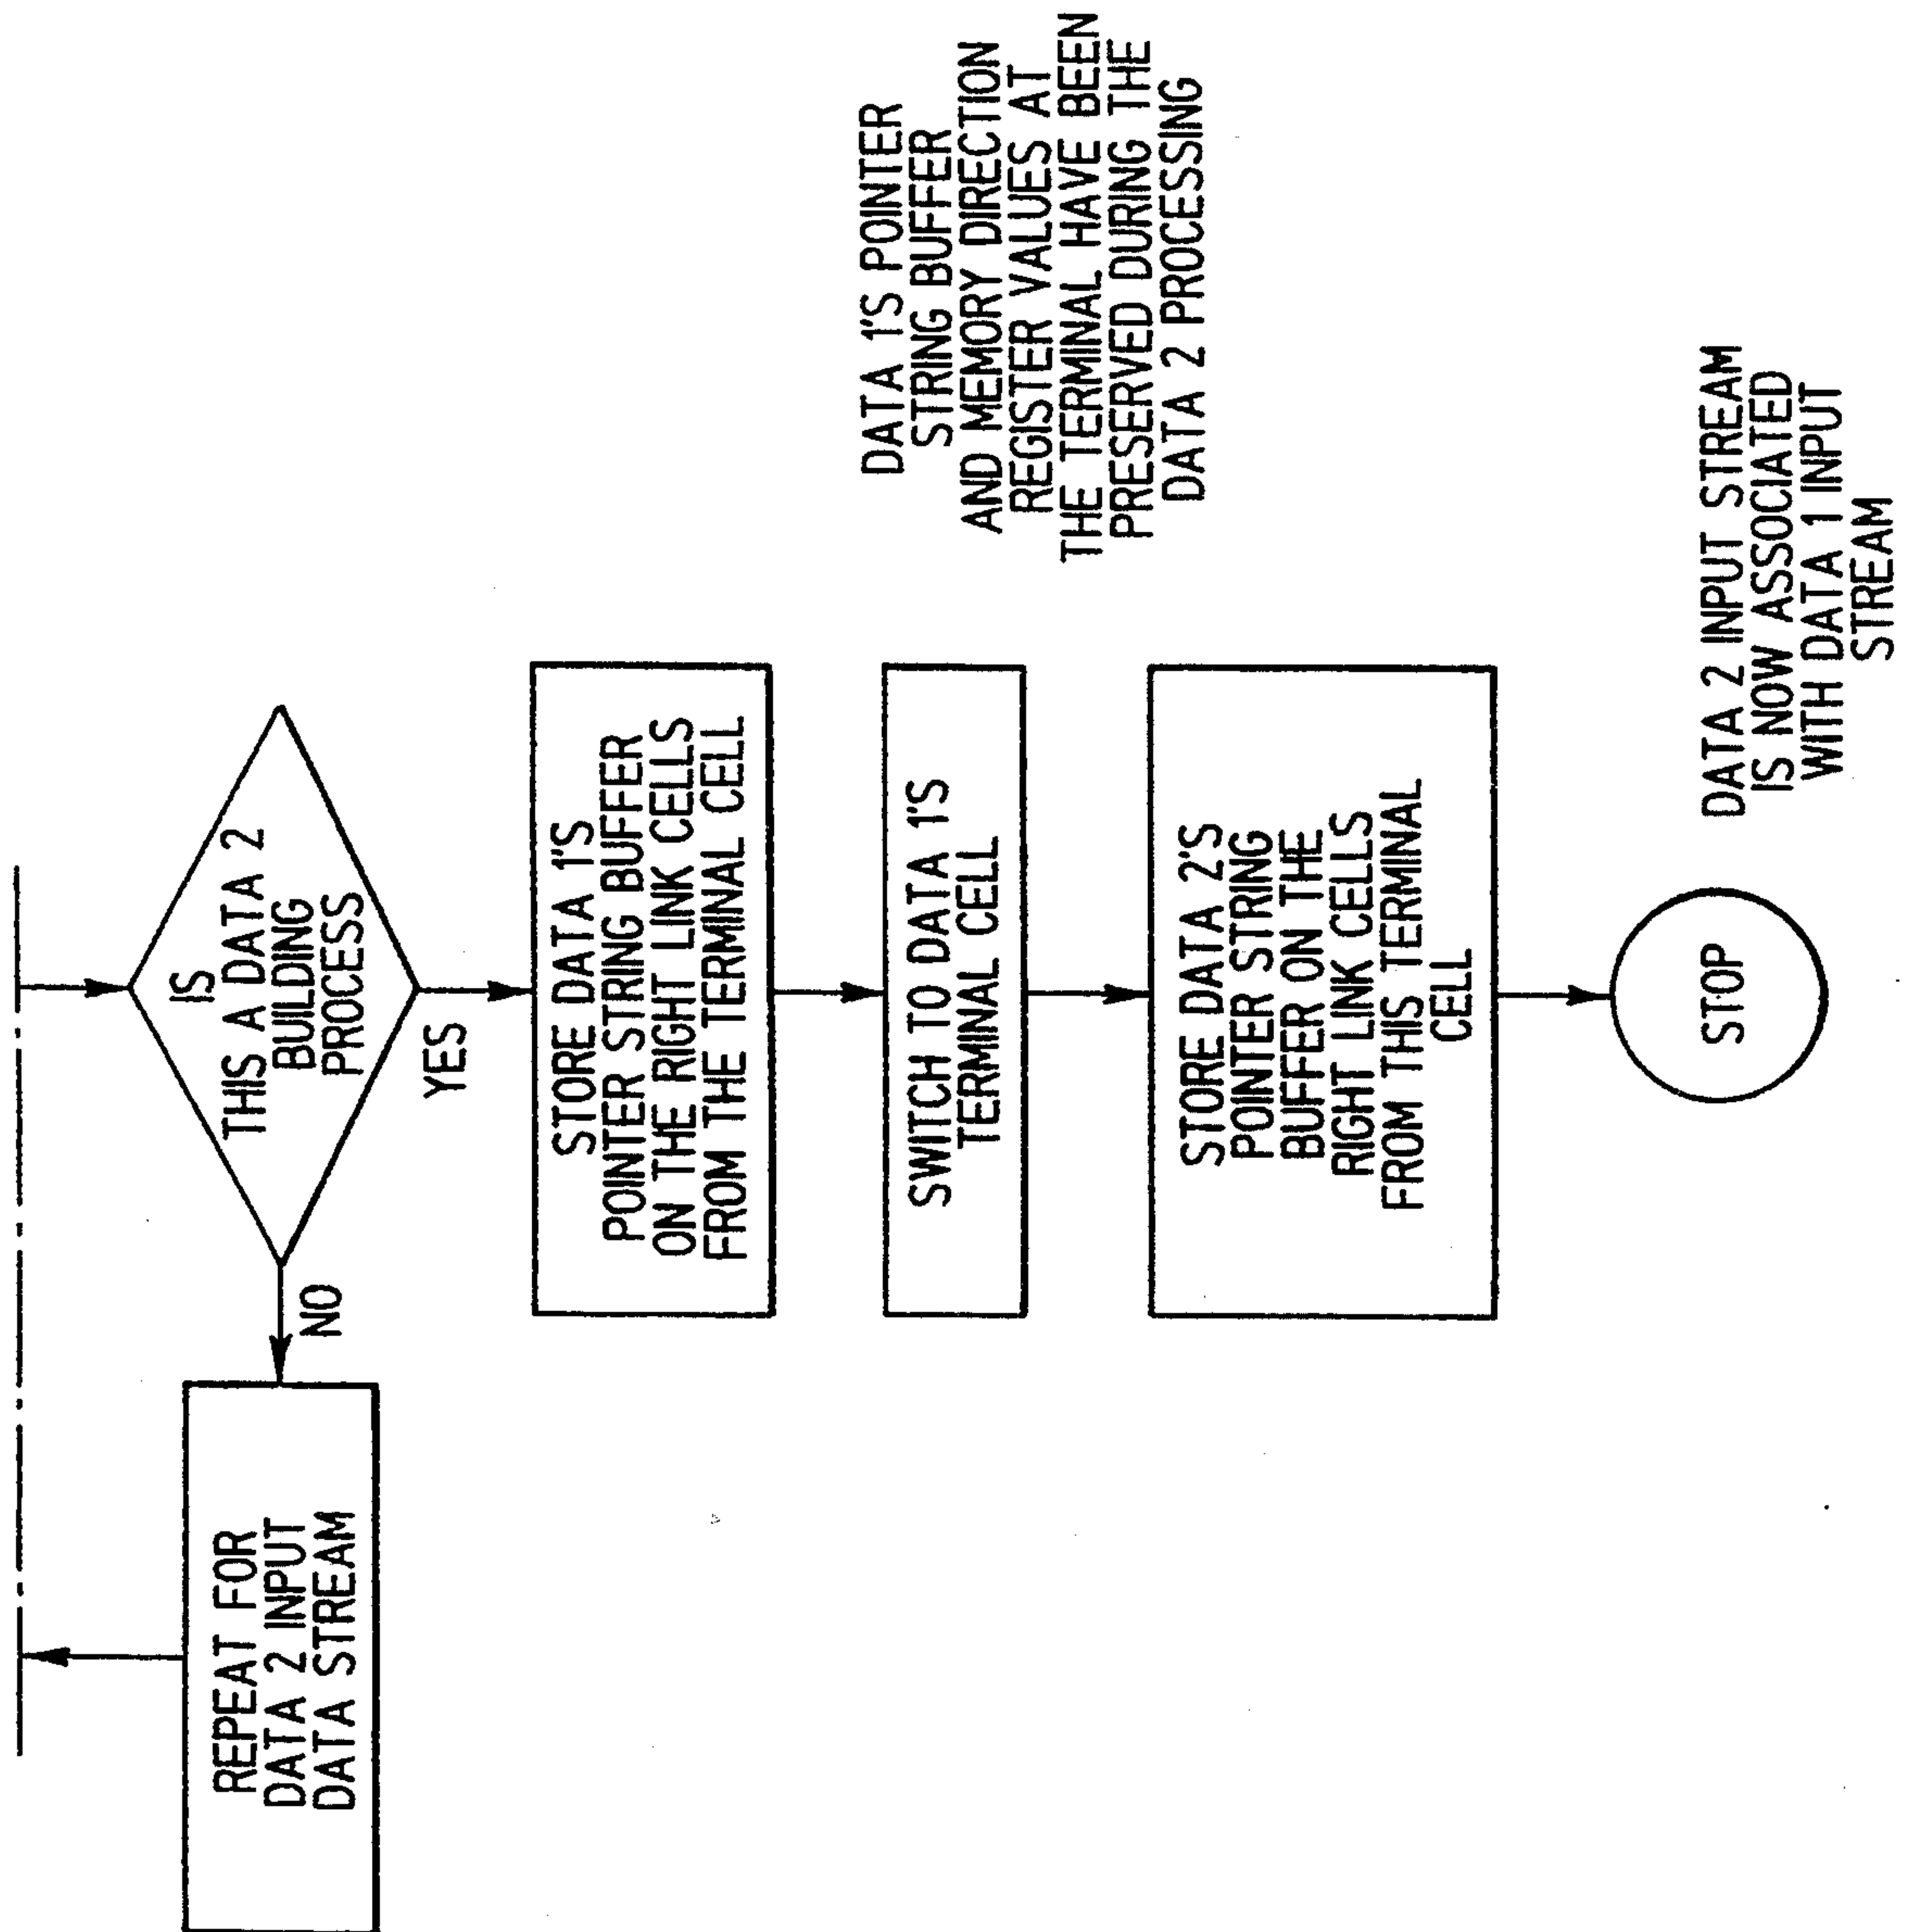 IS
THIS A DATA 2
BUILDING
PROCESS
NO
YES
REPEAT FOR
DATA 2 INPUT
DATA STREAM
STORE DATA 1'S
POINTER STRING BUFFER
ON THE RIGHT LINK CELLS
FROM THE TERMINAL CELL
SWITCH TO DATA 1'S
TERMINAL CELL
DATA 1'S POINTER
STRING BUFFER
AND MEMORY DIRECTION
REGISTER VALUES AT
THE TERMINAL HAVE BEEN
PRESERVED DURING THE
DATA 2 PROCESSING
STORE DATA 2'S
POINTER STRING
BUFFER ON THE
RIGHT LINK CELLS
FROM THIS TERMINAL
CELL
STOP
DATA 2 INPUT STREAM
IS NOW ASSOCIATED
WITH DATA 1 INPUT
STREAM